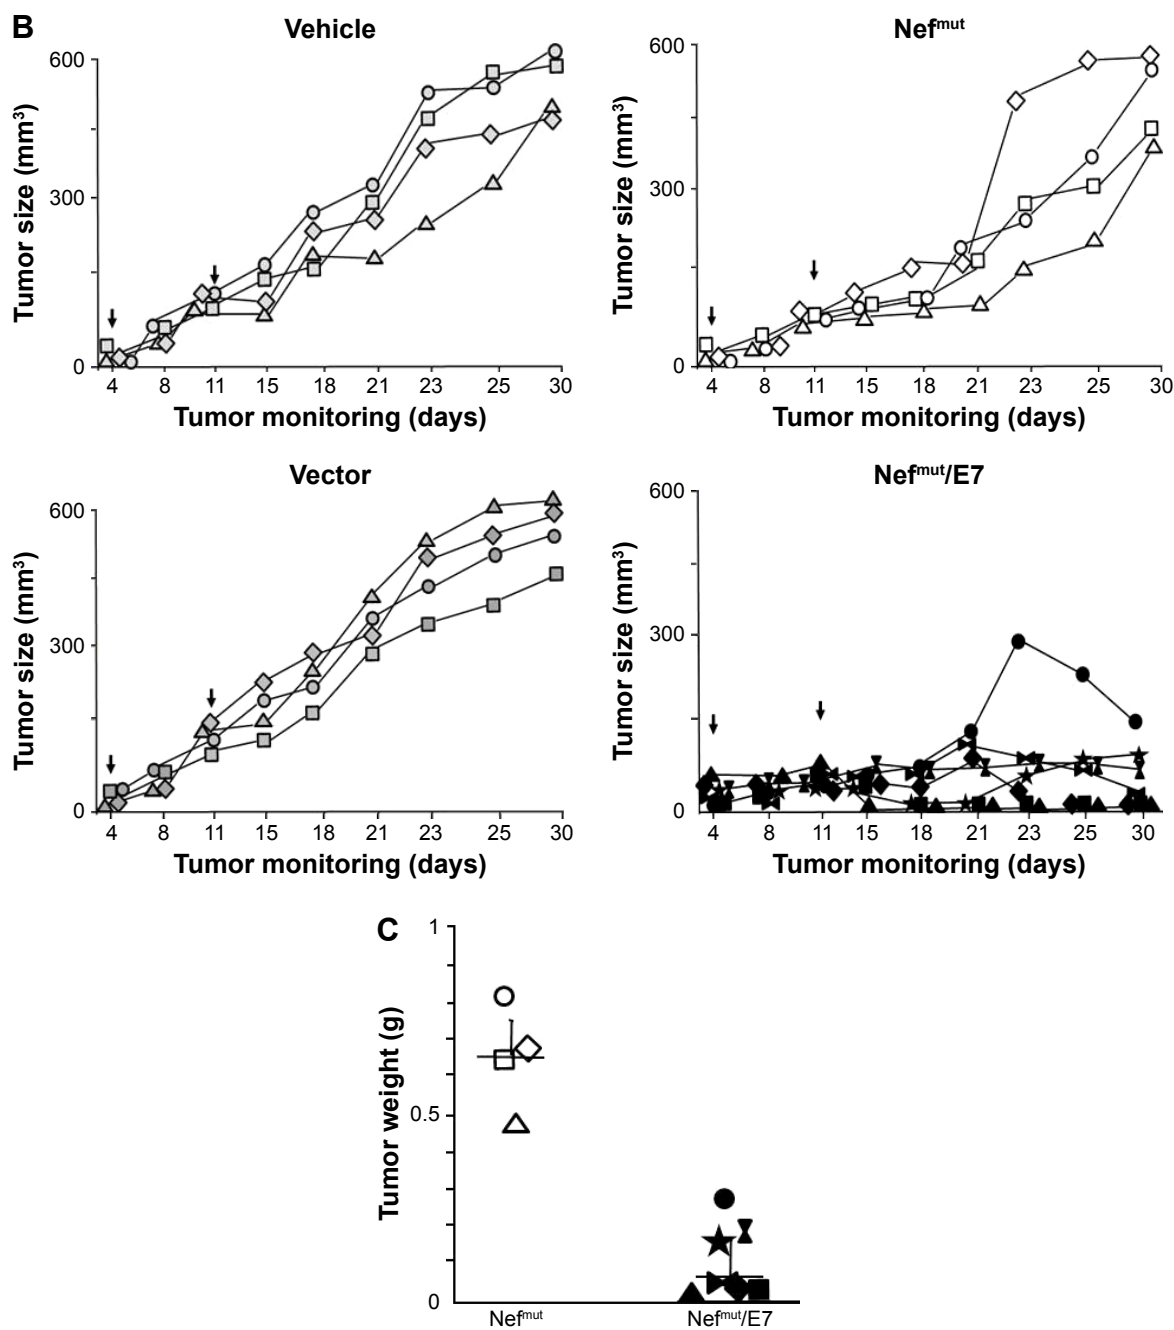 B
Vehicle
Tumor size (mm³)
600
300
0
4 8 11 15 18 21 23 25 30
Tumor monitoring (days)
Nefᵐᵘᵗ
Tumor size (mm³)
600
300
0
4 8 11 15 18 21 23 25 30
Tumor monitoring (days)
Vector
Tumor size (mm³)
600
300
0
4 8 11 15 18 21 23 25 30
Tumor monitoring (days)
Nefᵐᵘᵗ/E7
Tumor size (mm³)
600
300
0
4 8 11 15 18 21 23 25 30
Tumor monitoring (days)
C
Tumor weight (g)
1
0.5
0
Nefᵐᵘᵗ Nefᵐᵘᵗ/E7